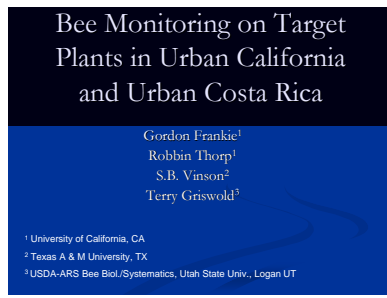 Bee Monitoring on Target
Plants in Urban California
and Urban Costa Rica
Gordon Frankie¹
Robbin Thorp¹
S.B. Vinson²
Terry Griswold³
¹ University of California, CA
² Texas A & M University, TX
³ USDA-ARS Bee Biol./Systematics, Utah State Univ., Logan UT